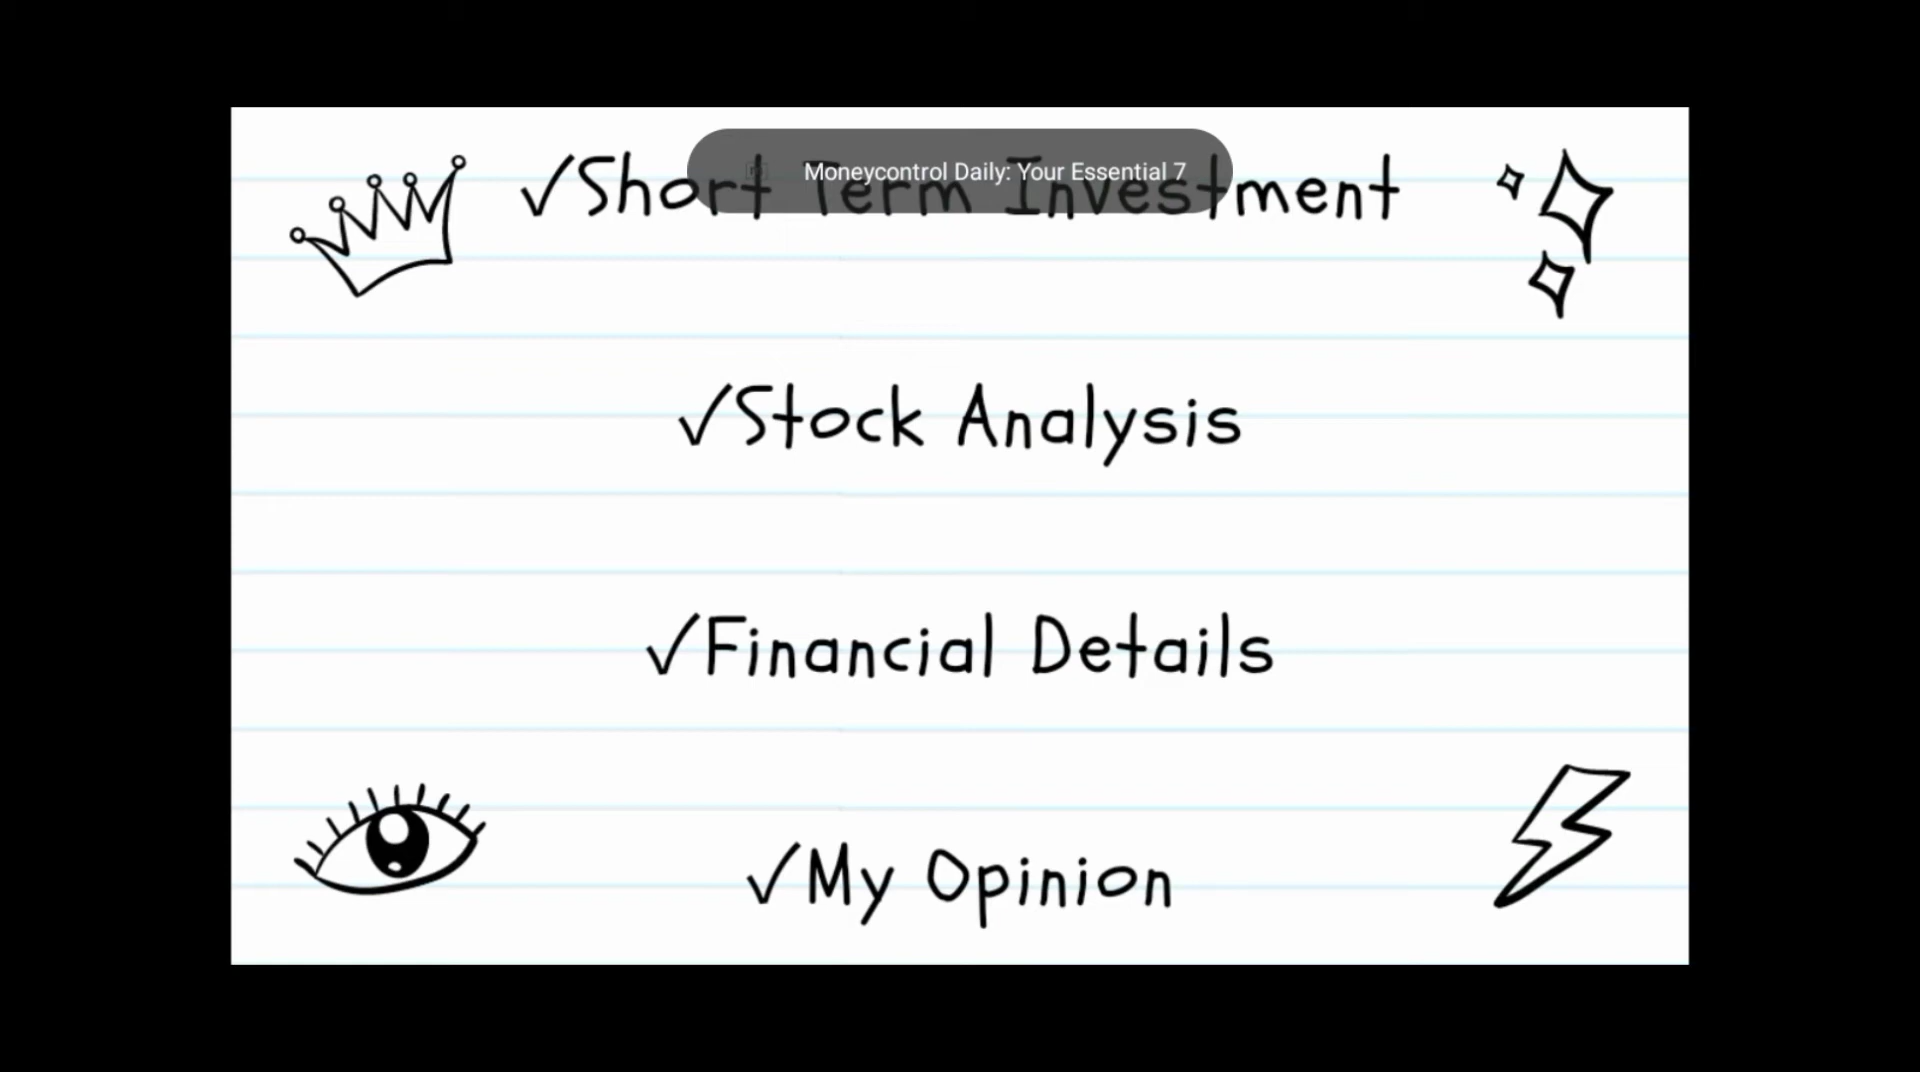 Moneycontrol Daily: Your Essential 7
✓Short Term Investment
✓Stock Analysis
✓Financial Details
✓My Opinion